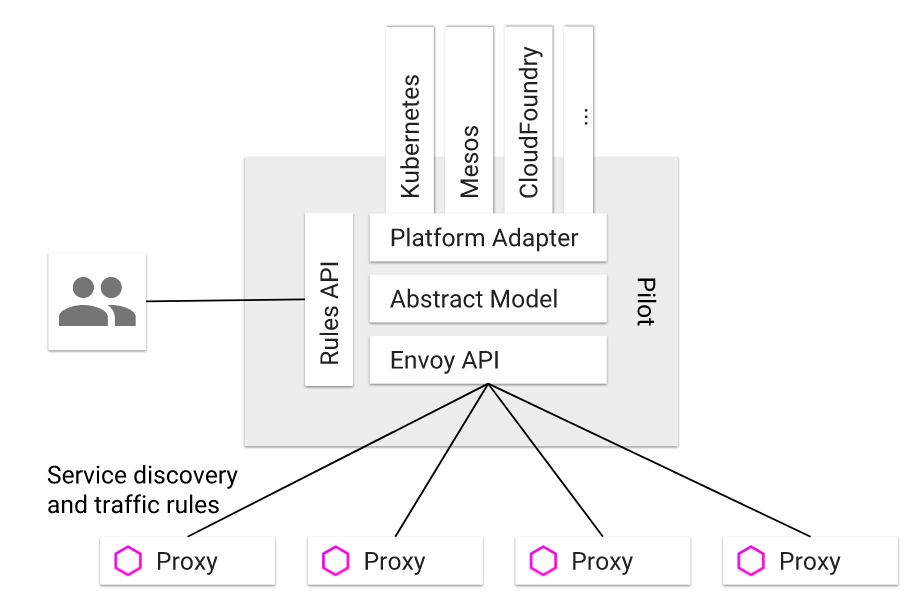 Kubernetes
Mesos
CloudFoundry
...
Platform Adapter
Rules API
Abstract Model
Pilot
Envoy API
Service discovery
and traffic rules
Proxy
Proxy
Proxy
Proxy